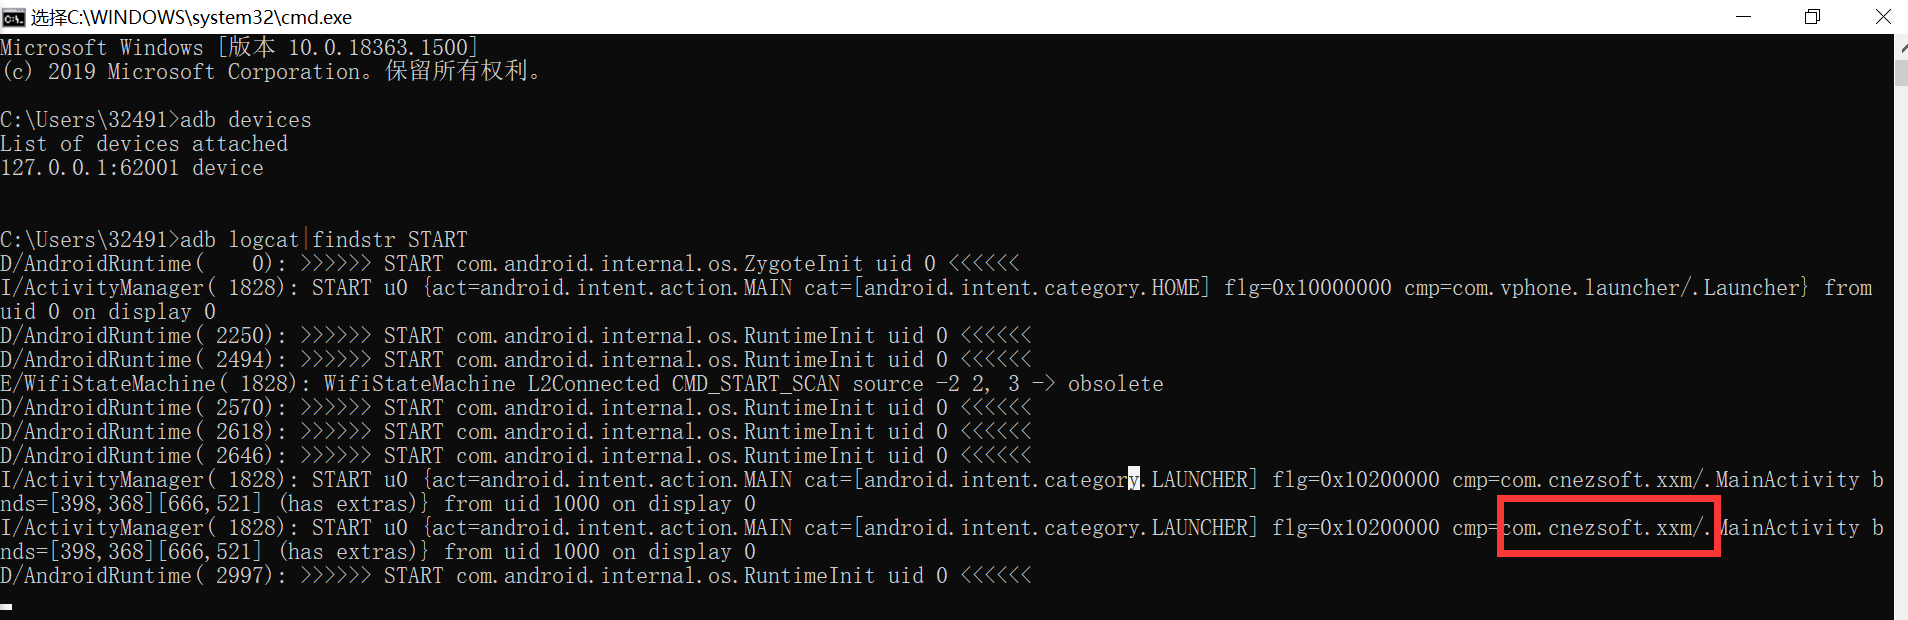 选择C:\WINDOWS\system32\cmd.exe
Microsoft Windows [版本 10.0.18363.1500]
(c) 2019 Microsoft Corporation。保留所有权利。
C:\Users\32491>adb devices
List of devices attached
127.0.0.1:62001 device
C:\Users\32491>adb logcat|findstr START
D/AndroidRuntime(    0): >>>>>> START com.android.internal.os.ZygoteInit uid 0 <<<<<<
I/ActivityManager( 1828): START u0 {act=android.intent.action.MAIN cat=[android.intent.category.HOME] flg=0x10000000 cmp=com.vphone.launcher/.Launcher} from
uid 0 on display 0
D/AndroidRuntime( 2250): >>>>>> START com.android.internal.os.RuntimeInit uid 0 <<<<<<
D/AndroidRuntime( 2494): >>>>>> START com.android.internal.os.RuntimeInit uid 0 <<<<<<
E/WifiStateMachine( 1828): WifiStateMachine L2Connected CMD_START_SCAN source -2 2, 3 -> obsolete
D/AndroidRuntime( 2570): >>>>>> START com.android.internal.os.RuntimeInit uid 0 <<<<<<
D/AndroidRuntime( 2618): >>>>>> START com.android.internal.os.RuntimeInit uid 0 <<<<<<
D/AndroidRuntime( 2646): >>>>>> START com.android.internal.os.RuntimeInit uid 0 <<<<<<
I/ActivityManager( 1828): START u0 {act=android.intent.action.MAIN cat=[android.intent.category.LAUNCHER] flg=0x10200000 cmp=com.cnezsoft.xxm/.MainActivity b
nds=[398,368][666,521] (has extras)} from uid 1000 on display 0
I/ActivityManager( 1828): START u0 {act=android.intent.action.MAIN cat=[android.intent.category.LAUNCHER] flg=0x10200000 cmp=com.cnezsoft.xxm/.MainActivity b
nds=[398,368][666,521] (has extras)} from uid 1000 on display 0
D/AndroidRuntime( 2997): >>>>>> START com.android.internal.os.RuntimeInit uid 0 <<<<<<